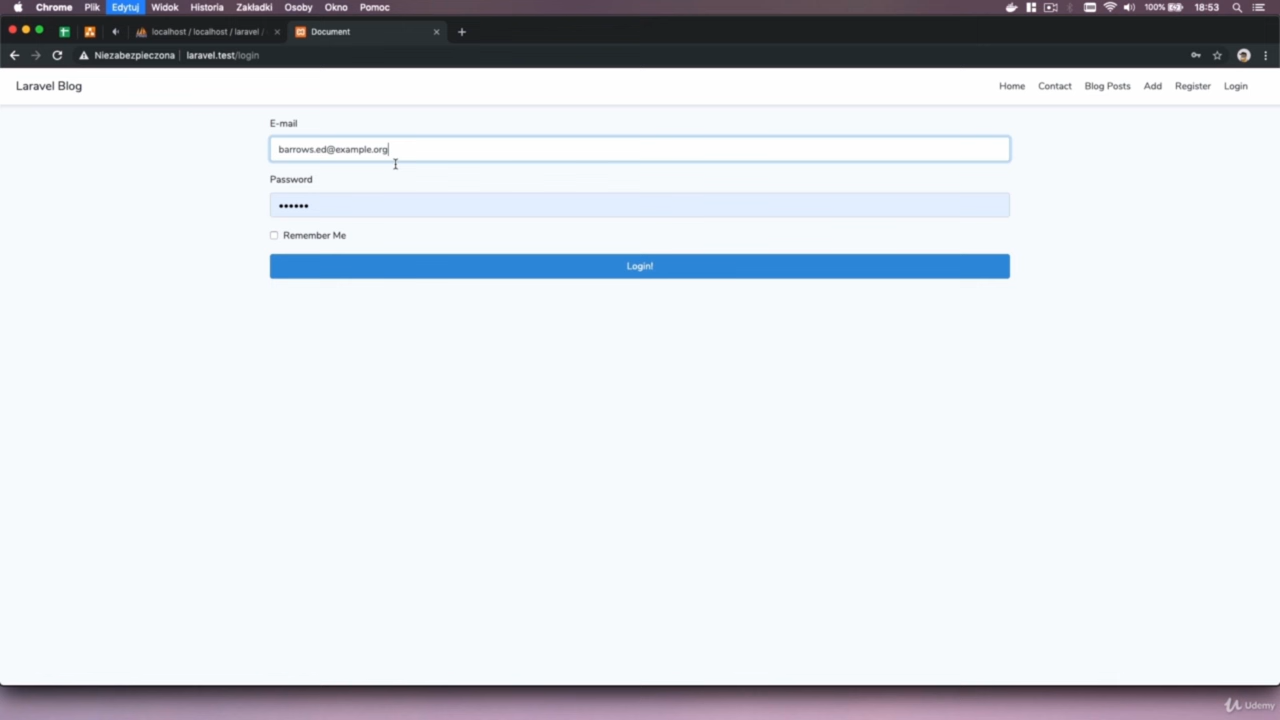 Chrome Plik Edytuj Widok Historia Zakładki Osoby Okno Pomoc 100% 18:53
localhost / localhost / laravel / Document
Niezabezpieczona laravel.test/login
Laravel Blog Home Contact Blog Posts Add Register Login
E-mail
barrows.ed@example.org
Password
••••••
Remember Me
Login!
Udemy